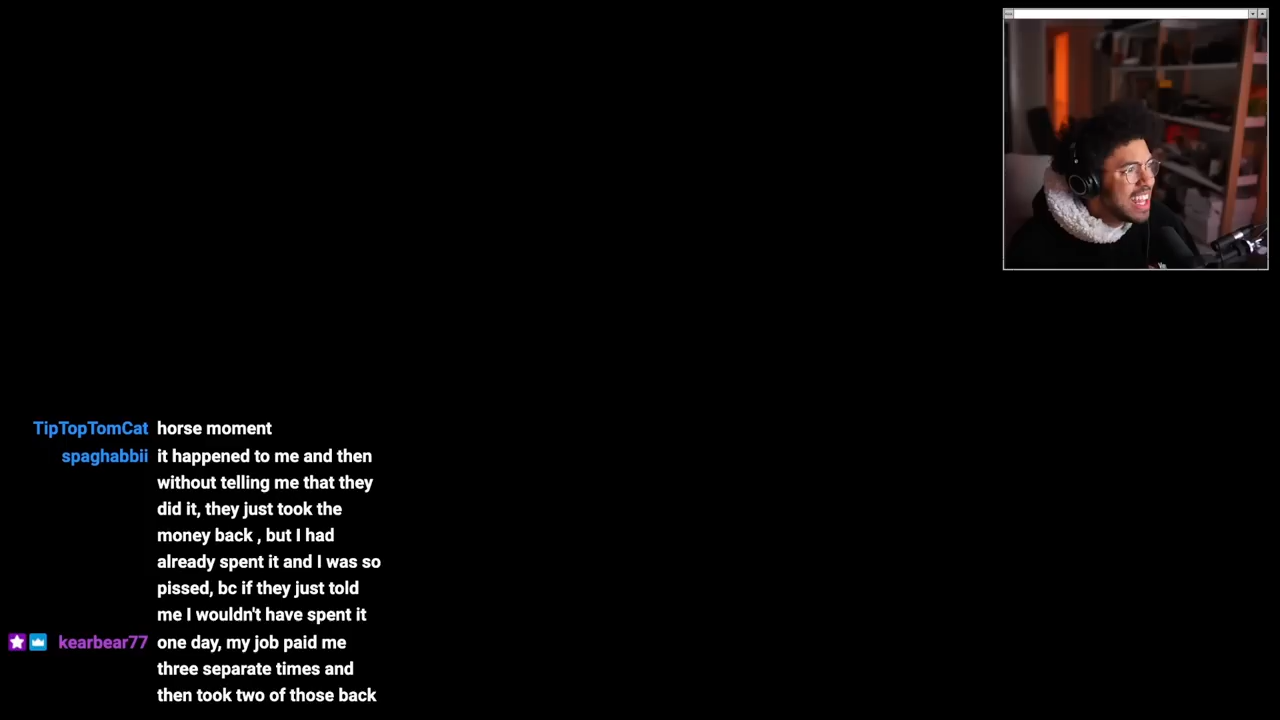 TipTopTomCat horse moment
spaghabbii it happened to me and then
without telling me that they
did it, they just took the
money back , but I had
already spent it and I was so
pissed, bc if they just told
me I wouldn't have spent it
kearbear77 one day, my job paid me
three separate times and
then took two of those back